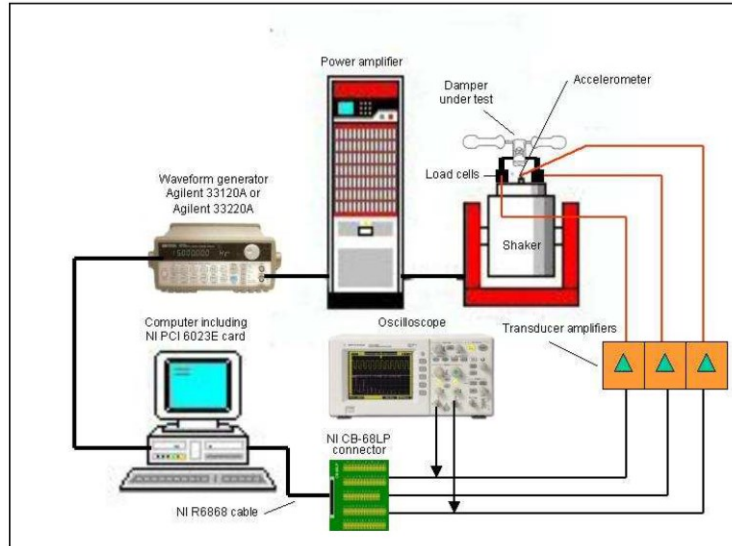 Power amplifier
Accelerometer
Damper
under test
Load cells
Waveform generator
Agilent 33120A or
Agilent 33220A
Shaker
Computer including
NI PCI 6023E card
Oscilloscope
Transducer amplifiers
NI CB-68LP
connector
NI R6868 cable